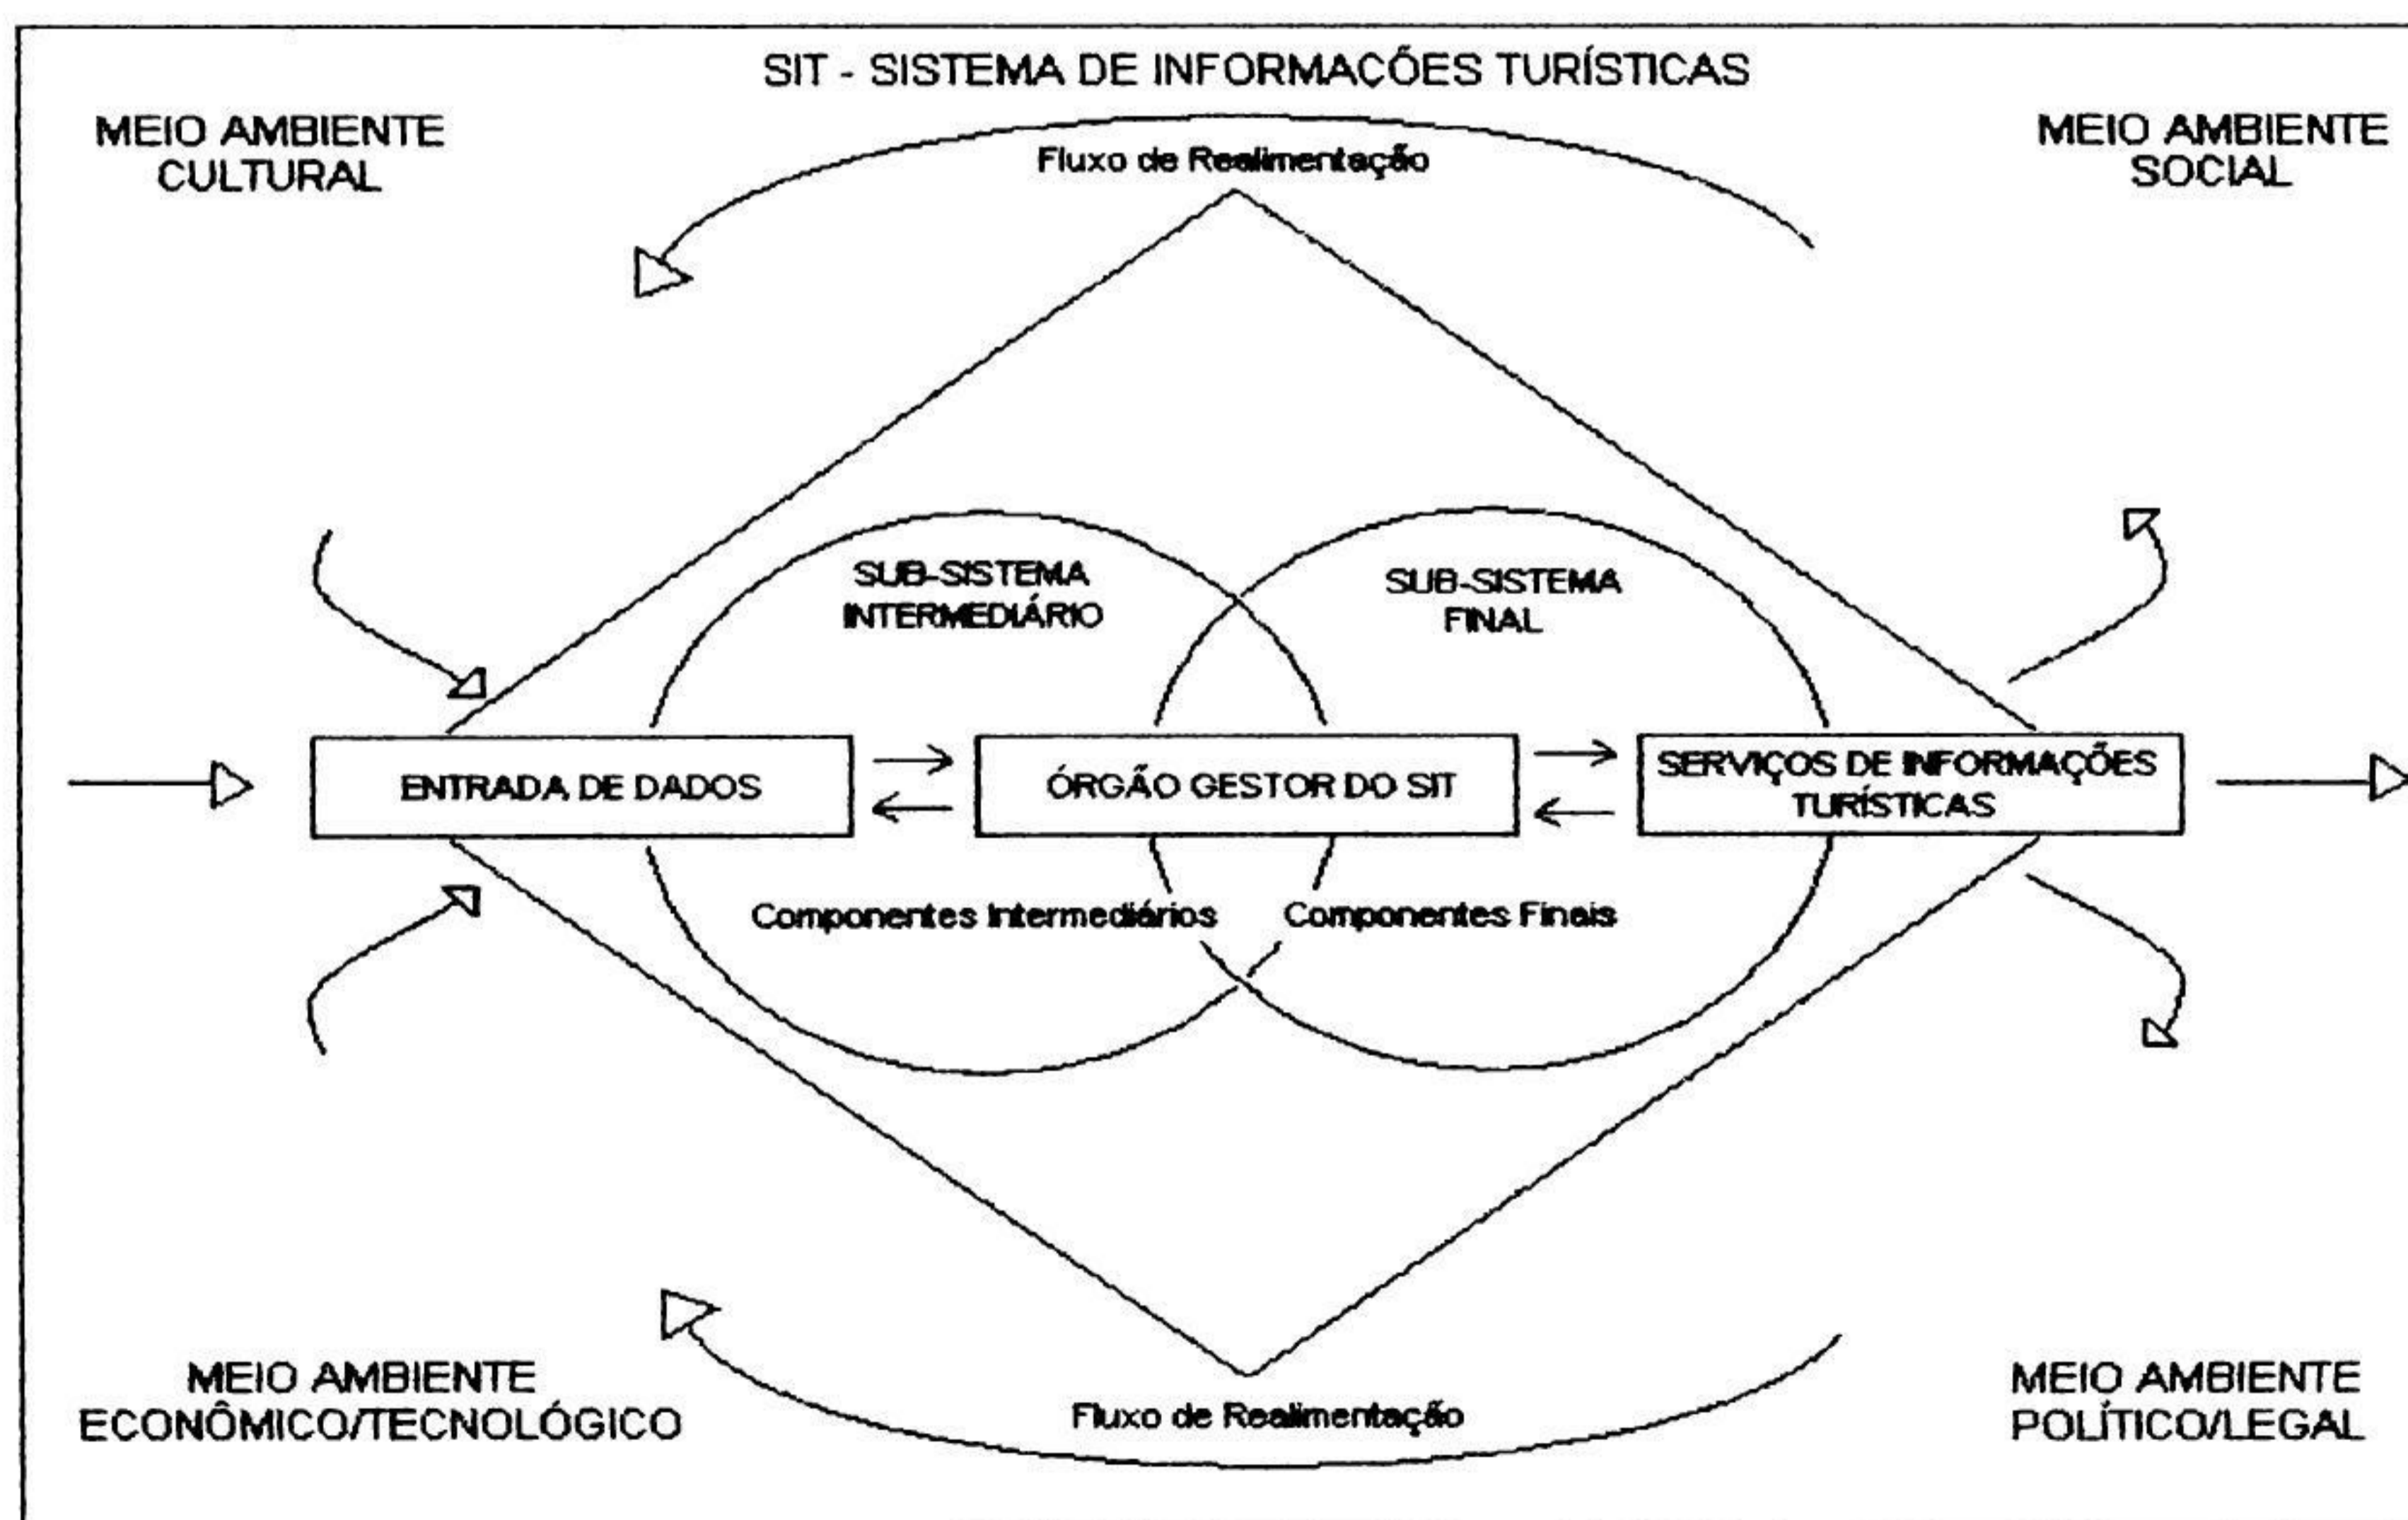 SIT - SISTEMA DE INFORMAÇÕES TURÍSTICAS
MEIO AMBIENTE
CULTURAL
Fluxo de Realimentação
MEIO AMBIENTE
SOCIAL
SUB-SISTEMA
INTERMEDIÁRIO
SUB-SISTEMA
FINAL
ENTRADA DE DADOS
ÓRGÃO GESTOR DO SIT
SERVIÇOS DE INFORMAÇÕES
TURÍSTICAS
Componentes Intermediários
Componentes Finais
MEIO AMBIENTE
ECONÔMICO/TECNOLÓGICO
Fluxo de Realimentação
MEIO AMBIENTE
POLÍTICO/LEGAL